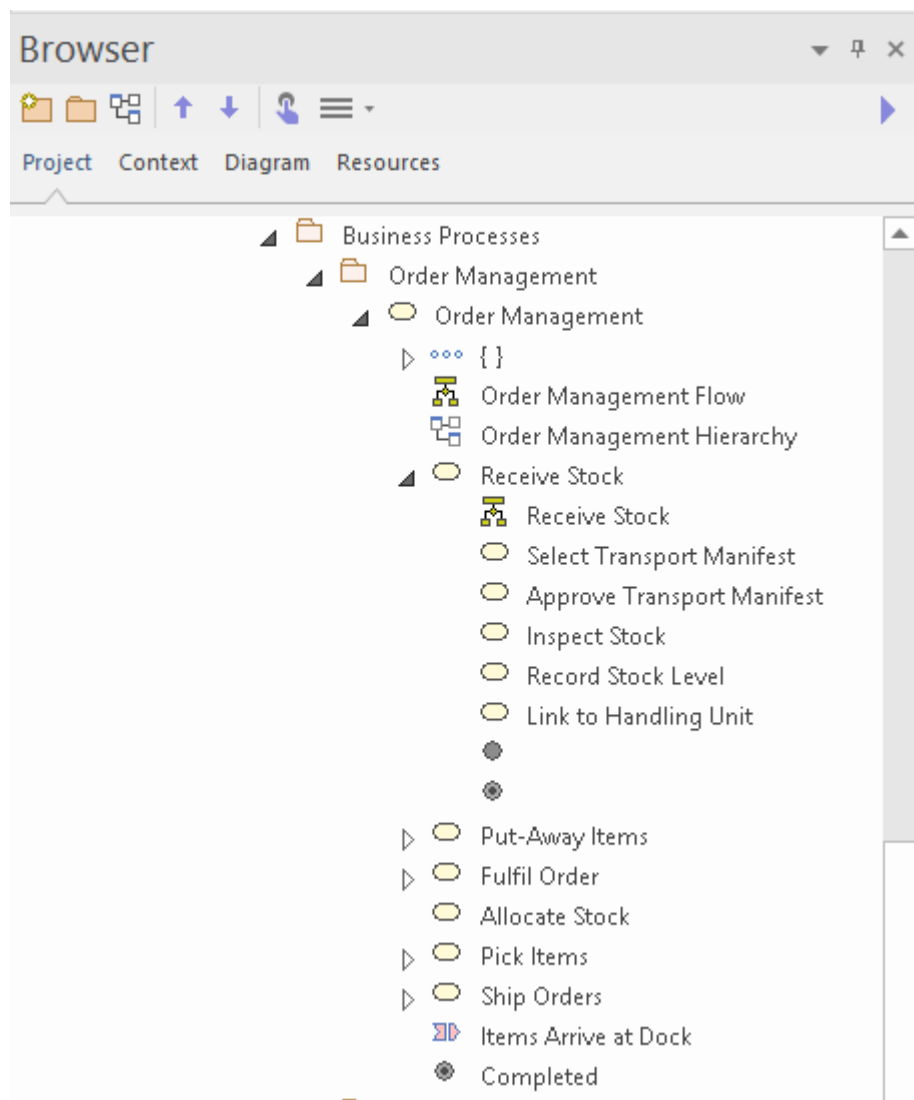 Browser
Project Context Diagram Resources
Business Processes
Order Management
Order Management
{ }
Order Management Flow
Order Management Hierarchy
Receive Stock
Receive Stock
Select Transport Manifest
Approve Transport Manifest
Inspect Stock
Record Stock Level
Link to Handling Unit
Put-Away Items
Fulfil Order
Allocate Stock
Pick Items
Ship Orders
Items Arrive at Dock
Completed